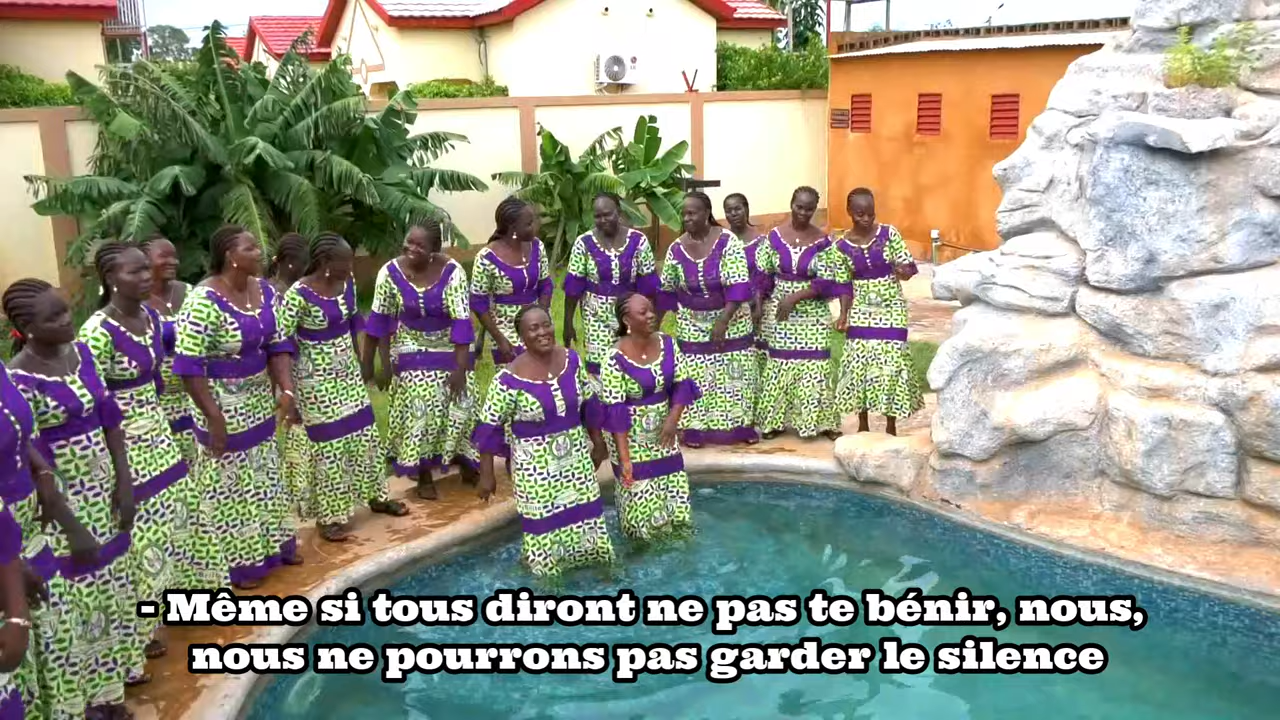 - Même si tous diront ne pas te bénir, nous,
nous ne pourrons pas garder le silence